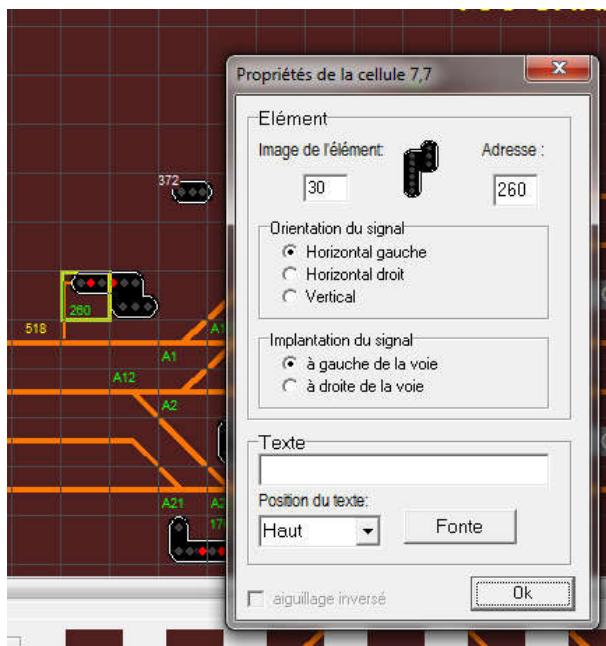 Propriétés de la cellule 7,7
Elément
Image de l'élément:
Adresse :
30
260
Orientation du signal
Horizontal gauche
Horizontal droit
Vertical
Implantation du signal
à gauche de la voie
à droite de la voie
Texte
Position du texte:
Haut
Fonte
aiguillage inversé
Ok
372
260
518
A1
A12
A2
A21